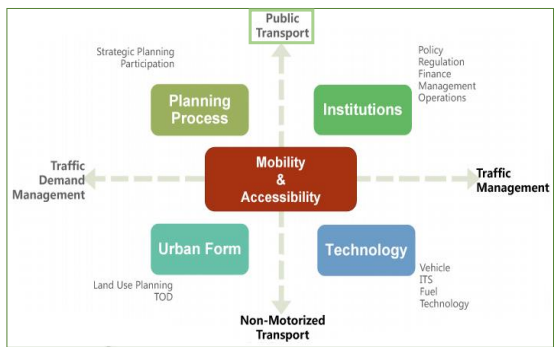 Public
Transport
Strategic Planning
Participation
Policy
Regulation
Finance
Management
Operations
Planning
Process
Institutions
Traffic
Demand
Management
Mobility
&
Accessibility
Traffic
Management
Urban Form
Technology
Land Use Planning
TOD
Vehicle
ITS
Fuel
Technology
Non-Motorized
Transport